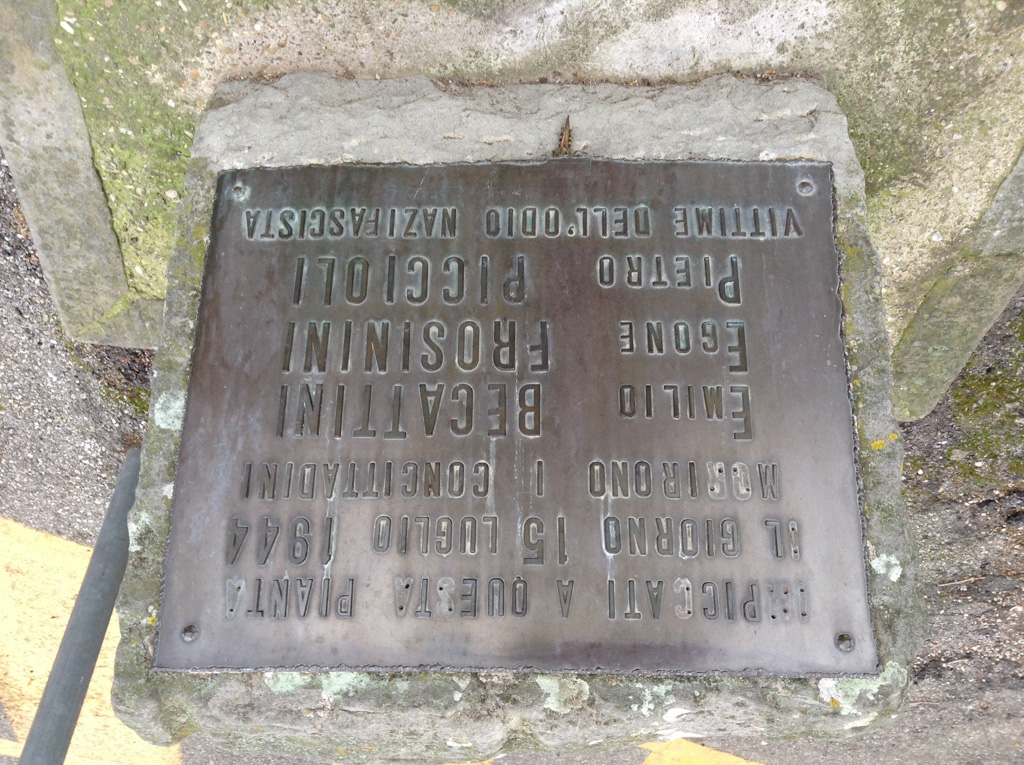 IMPICCATI A QUESTA PIANTA
IL GIORNO 15 LUGLIO 1944
MORIRONO I CONCITTADINI
EMILIO BECATTINI
EGONE FROSININI
PIETRO PICCIOLI
VITTIME DELL'ODIO NAZIFASCISTA